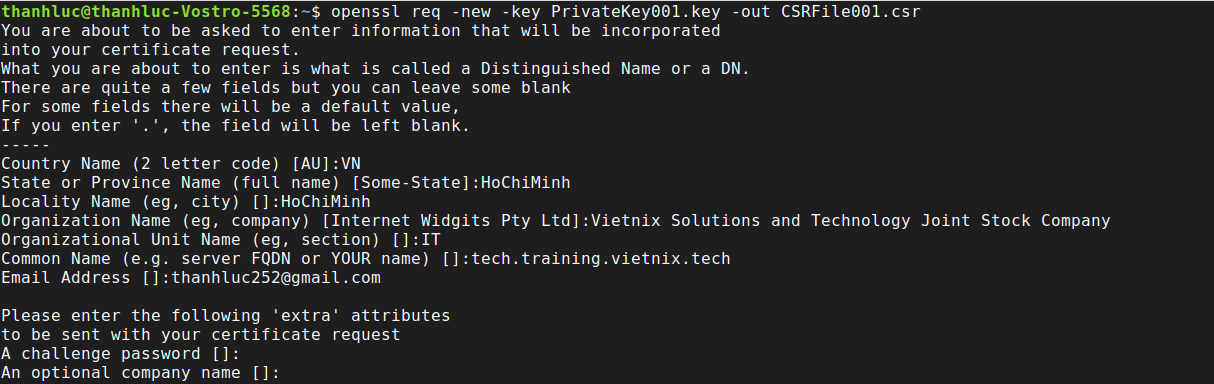 thanhluc@thanhluc-Vostro-5568:~$ openssl req -new -key PrivateKey001.key -out CSRFile001.csr
You are about to be asked to enter information that will be incorporated
into your certificate request.
What you are about to enter is what is called a Distinguished Name or a DN.
There are quite a few fields but you can leave some blank
For some fields there will be a default value,
If you enter '.', the field will be left blank.
-----
Country Name (2 letter code) [AU]:VN
State or Province Name (full name) [Some-State]:HoChiMinh
Locality Name (eg, city) []:HoChiMinh
Organization Name (eg, company) [Internet Widgits Pty Ltd]:Vietnix Solutions and Technology Joint Stock Company
Organizational Unit Name (eg, section) []:IT
Common Name (e.g. server FQDN or YOUR name) []:tech.training.vietnix.tech
Email Address []:thanhluc252@gmail.com

Please enter the following 'extra' attributes
to be sent with your certificate request
A challenge password []:
An optional company name []: